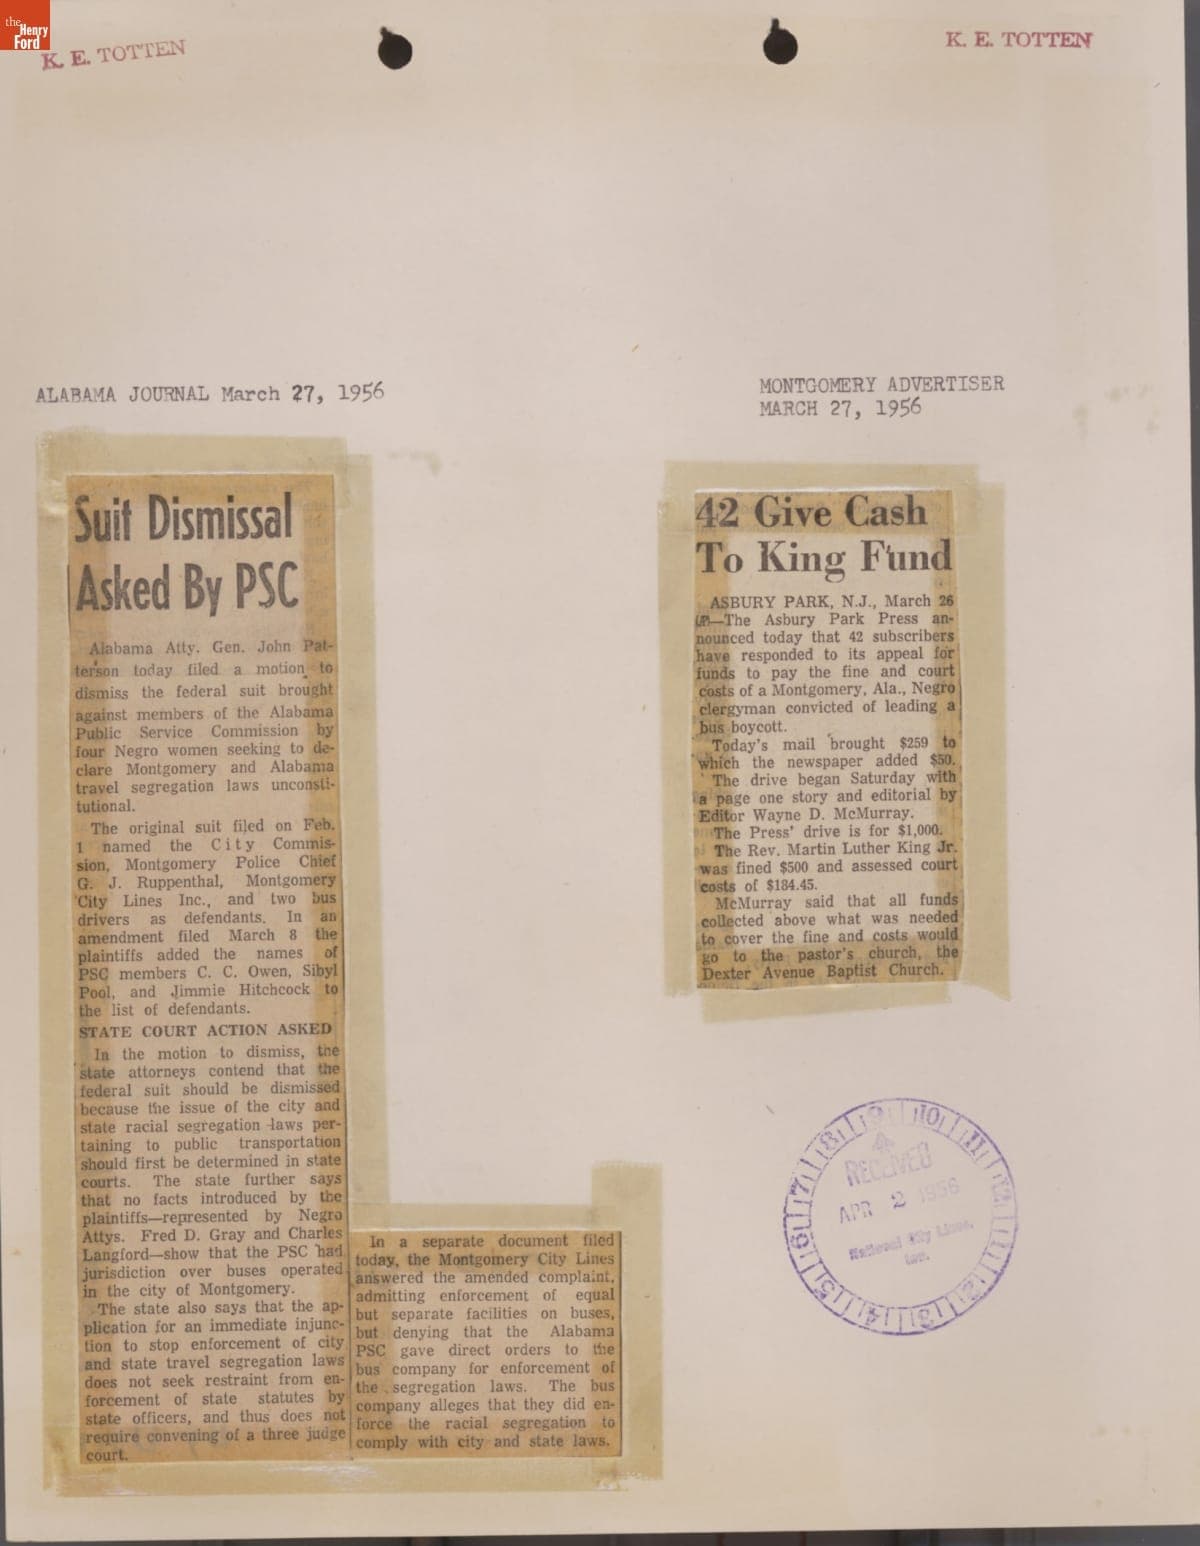 the
Henry
Ford
K. E. TOTTEN
K. E. TOTTEN
ALABAMA JOURNAL March 27, 1956
Suit Dismissal
Asked By PSC
Alabama Atty. Gen. John Pat-
terson today filed a motion to
dismiss the federal suit brought
against members of the Alabama
Public Service Commission by
four Negro women seeking to de-
clare Montgomery and Alabama
travel segregation laws unconsti-
tutional.
The original suit filed on Feb.
1 named the City Commis-
sion, Montgomery Police Chief
G. J. Ruppenthal, Montgomery
City Lines Inc., and two bus
drivers as defendants. In an
amendment filed March 8 the
plaintiffs added the names of
PSC members C. C. Owen, Sibyl
Pool, and Jimmie Hitchcock to
the list of defendants.
STATE COURT ACTION ASKED
In the motion to dismiss, the
state attorneys contend that the
federal suit should be dismissed
because the issue of the city and
state racial segregation laws per-
taining to public transportation
should first be determined in state
courts. The state further says
that no facts introduced by the
plaintiffs—represented by Negro
Attys. Fred D. Gray and Charles
Langford—show that the PSC had
jurisdiction over buses operated
in the city of Montgomery.
The state also says that the ap-
plication for an immediate injunc-
tion to stop enforcement of city
and state travel segregation laws
does not seek restraint from en-
forcement of state statutes by
state officers, and thus does not
require convening of a three judge
court.
In a separate document filed
today, the Montgomery City Lines
answered the amended complaint,
admitting enforcement of equal
but separate facilities on buses,
but denying that the Alabama
PSC gave direct orders to the
bus company for enforcement of
the segregation laws. The bus
company alleges that they did en-
force the racial segregation to
comply with city and state laws.
MONTGOMERY ADVERTISER
MARCH 27, 1956
42 Give Cash
To King Fund
ASBURY PARK, N.J., March 26
(UP)—The Asbury Park Press an-
nounced today that 42 subscribers
have responded to its appeal for
funds to pay the fine and court
costs of a Montgomery, Ala., Negro
clergyman convicted of leading a
bus boycott.
Today's mail brought $259 to
which the newspaper added $50.
The drive began Saturday with
a page one story and editorial by
Editor Wayne D. McMurray.
The Press' drive is for $1,000.
The Rev. Martin Luther King Jr.
was fined $500 and assessed court
costs of $184.45.
McMurray said that all funds
collected above what was needed
to cover the fine and costs would
go to the pastor's church, the
Dexter Avenue Baptist Church.
9 10 11 12 1 2 3 4 5 6 7 8
RECEIVED
APR 2 1956
National City Lines,
Inc.